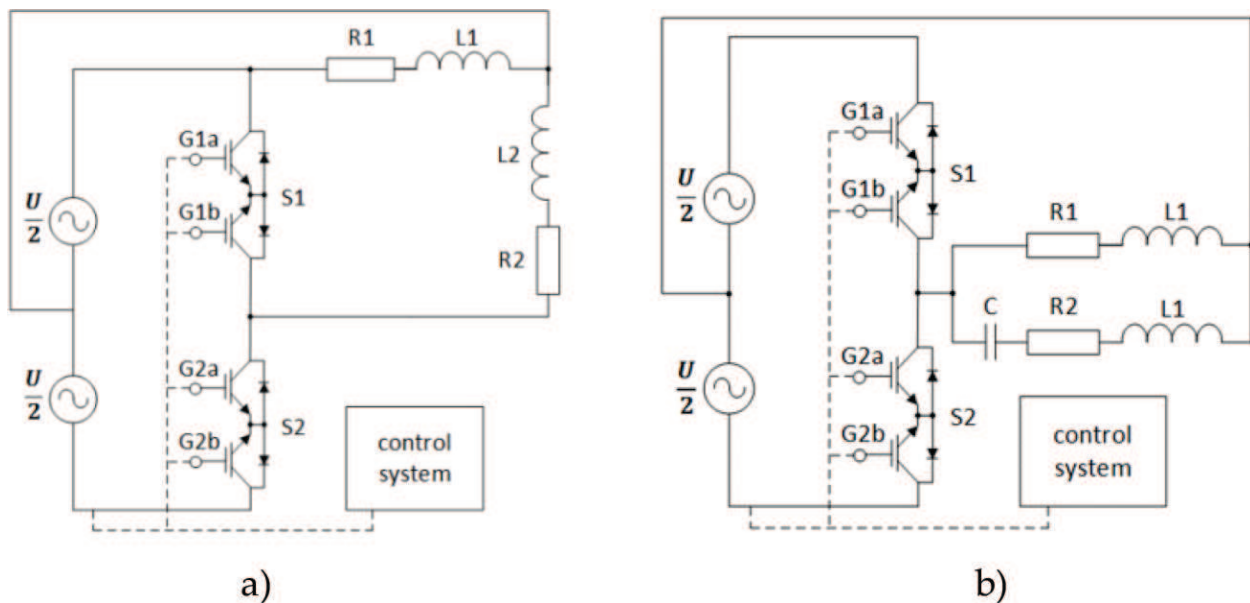 R1
L1
G1a
L2
S1
G1b
U
2
R2
G2a
U
2
S2
G2b
control
system
a)
G1a
S1
G1b
U
2
R1
L1
C
R2
L1
G2a
U
2
S2
G2b
control
system
b)